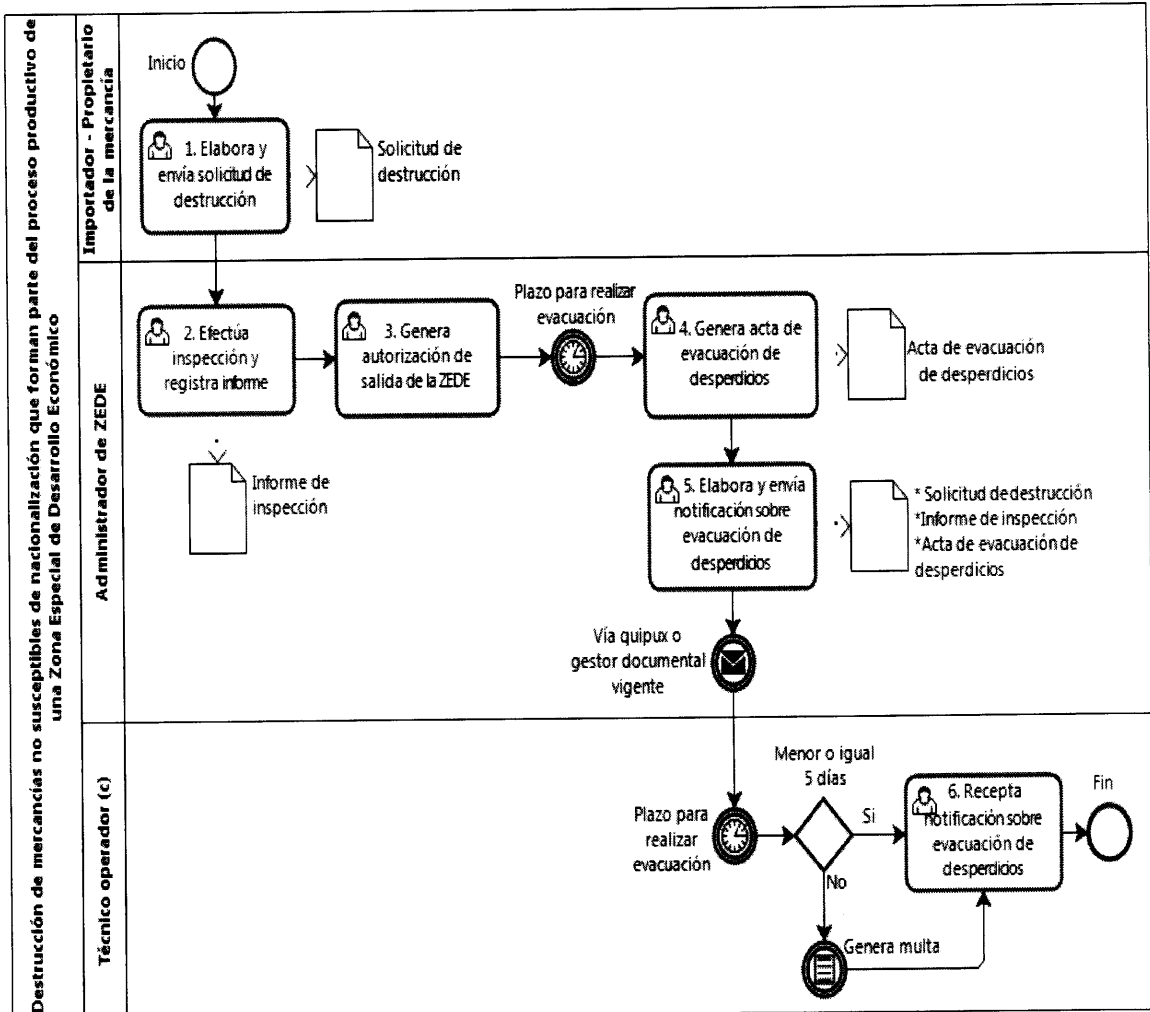 Destrucción de mercancías no susceptibles de nacionalización que forman parte del proceso productivo de
una Zona Especial de Desarrollo Económico
Importador - Propietario
de la mercancía
Inicio
1. Elabora y
envía solicitud de
destrucción
Solicitud de
destrucción
Administrador de ZEDE
2. Efectúa
inspección y
registra informe
Informe de
inspección
3. Genera
autorización de
salida de la ZEDE
Plazo para realizar
evacuación
4. Genera acta de
evacuación de
desperdicios
Acta de evacuación
de desperdicios
5. Elabora y envía
notificación sobre
evacuación de
desperdicios
* Solicitud de destrucción
*Informe de inspección
*Acta de evacuación de
desperdicios
Vía quipux o
gestor documental
vigente
Técnico operador (c)
Plazo para
realizar
evacuación
Menor o igual
5 días
Si
No
Genera multa
6. Recepta
notificación sobre
evacuación de
desperdicios
Fin